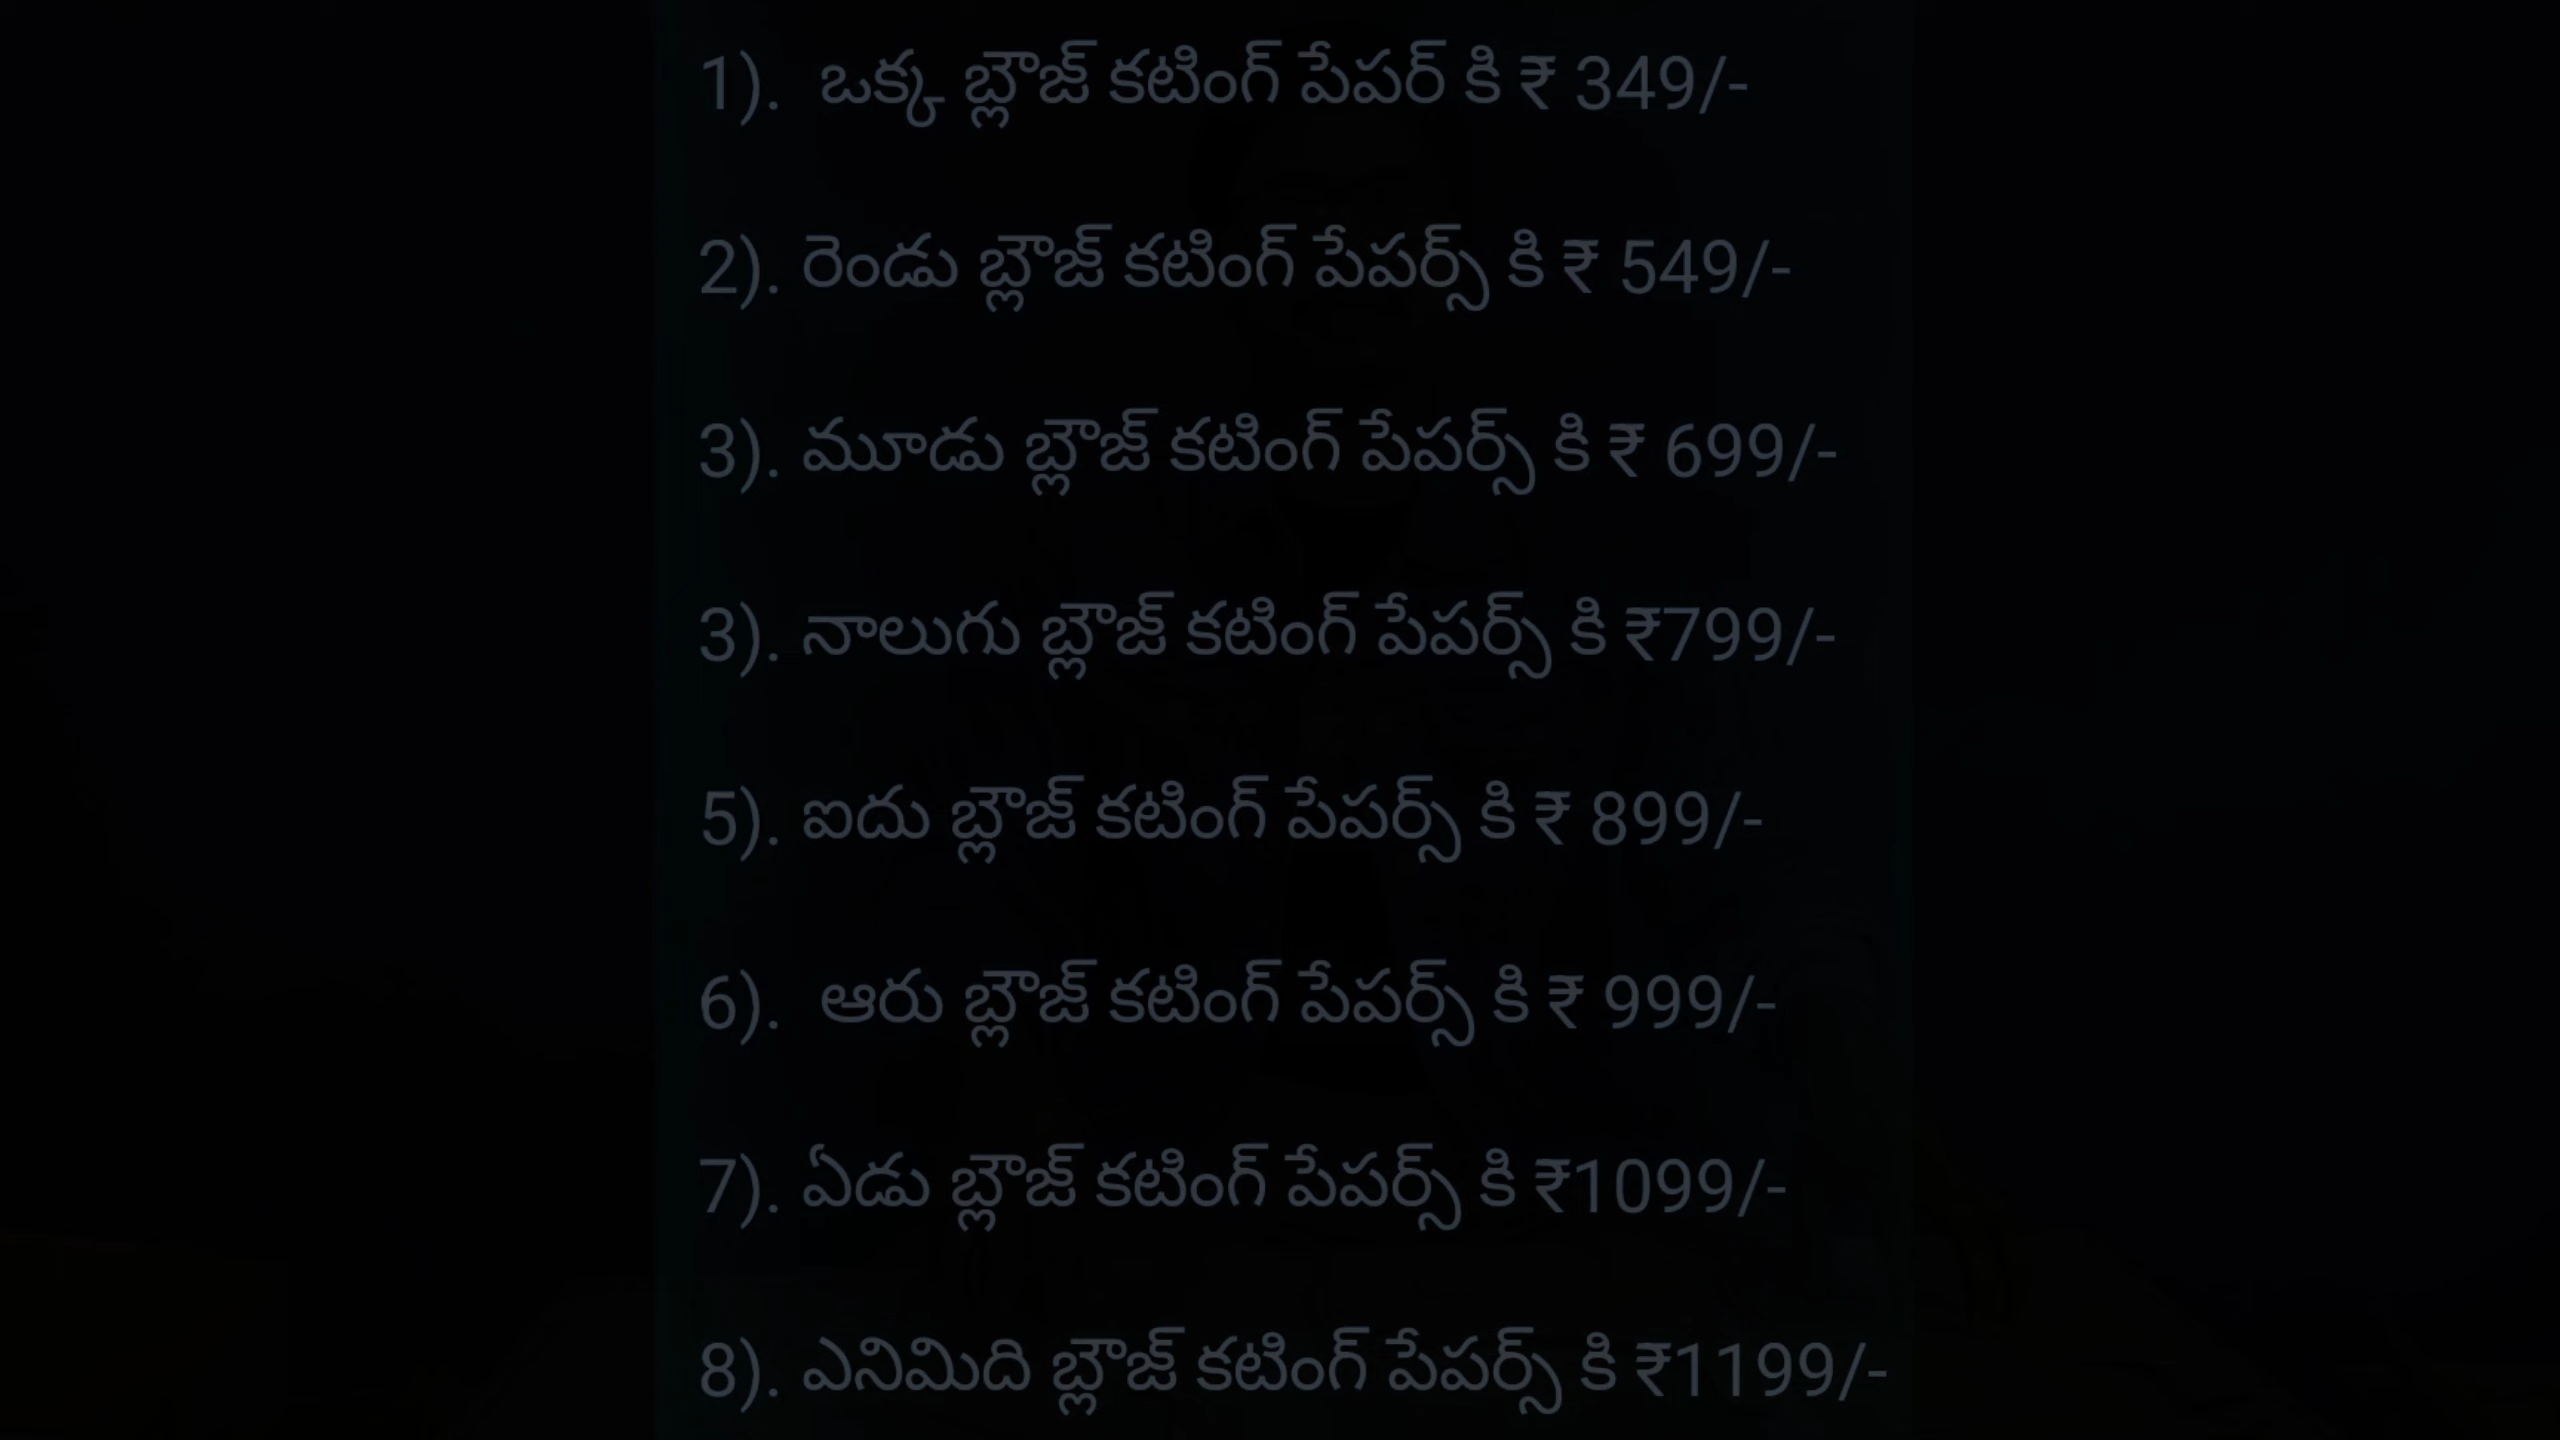 1).  ఒక్క బ్లౌజ్ కటింగ్ పేపర్ కి ₹ 349/-
2). రెండు బ్లౌజ్ కటింగ్ పేపర్స్ కి ₹ 549/-
3). మూడు బ్లౌజ్ కటింగ్ పేపర్స్ కి ₹ 699/-
3). నాలుగు బ్లౌజ్ కటింగ్ పేపర్స్ కి ₹799/-
5). ఐదు బ్లౌజ్ కటింగ్ పేపర్స్ కి ₹ 899/-
6).  ఆరు బ్లౌజ్ కటింగ్ పేపర్స్ కి ₹ 999/-
7). ఏడు బ్లౌజ్ కటింగ్ పేపర్స్ కి ₹1099/-
8). ఎనిమిది బ్లౌజ్ కటింగ్ పేపర్స్ కి ₹1199/-